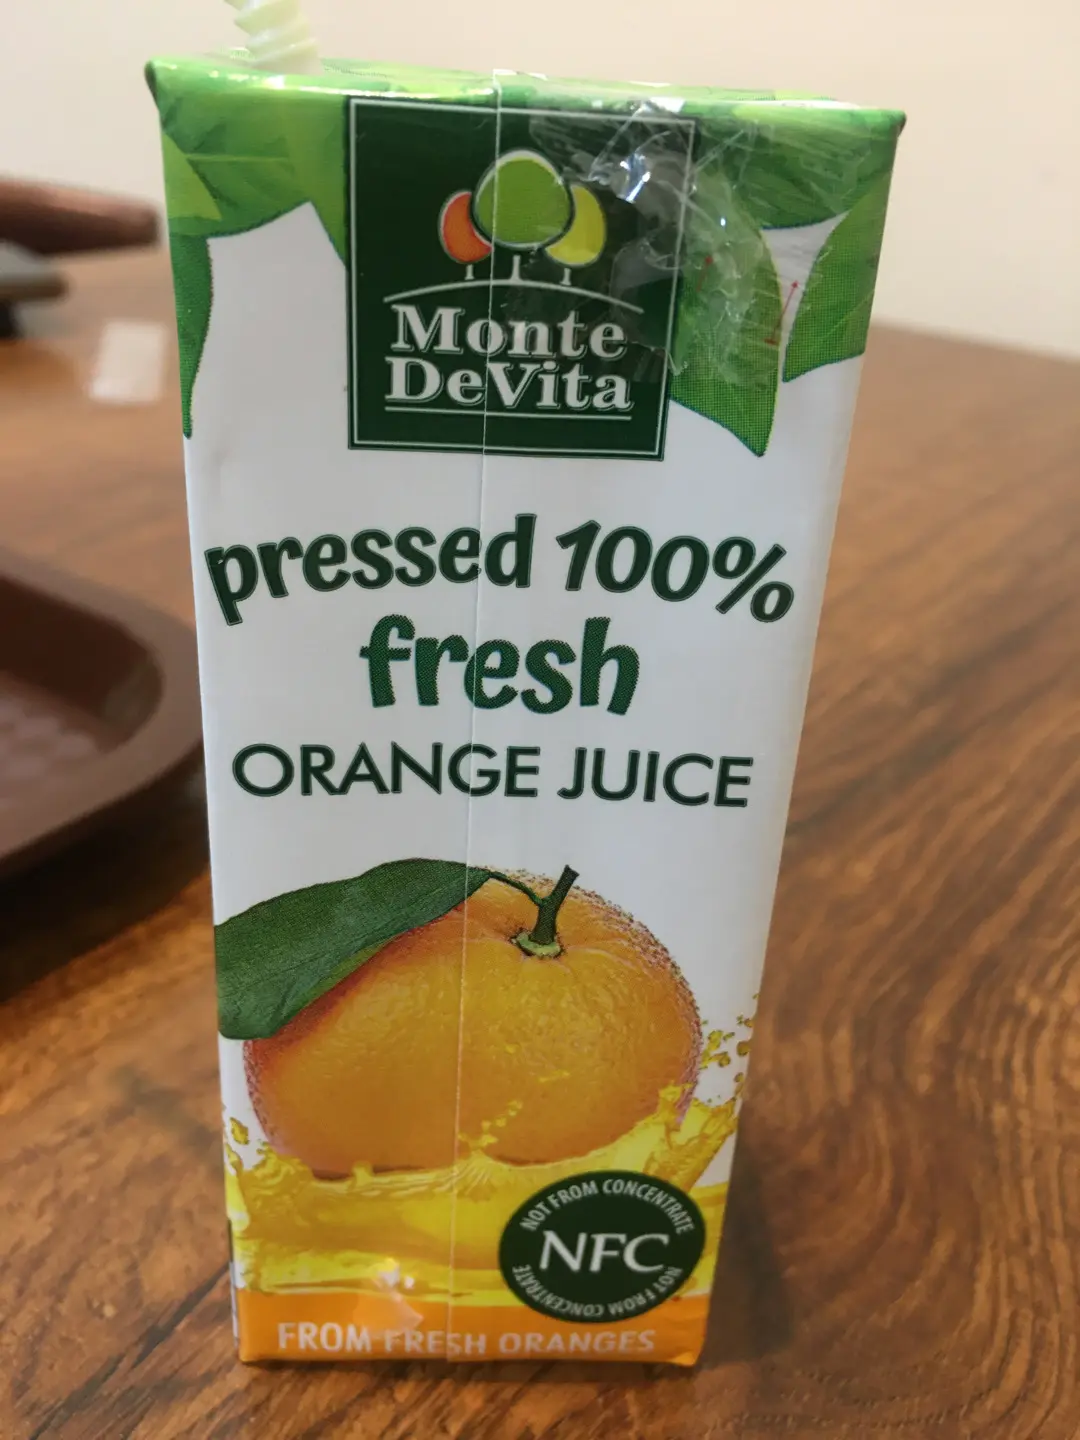 Monte
DeVita
pressed 100%
fresh
ORANGE JUICE
NOT FROM CONCENTRATE
NFC
NOT FROM CONCENTRATE
FROM FRESH ORANGES